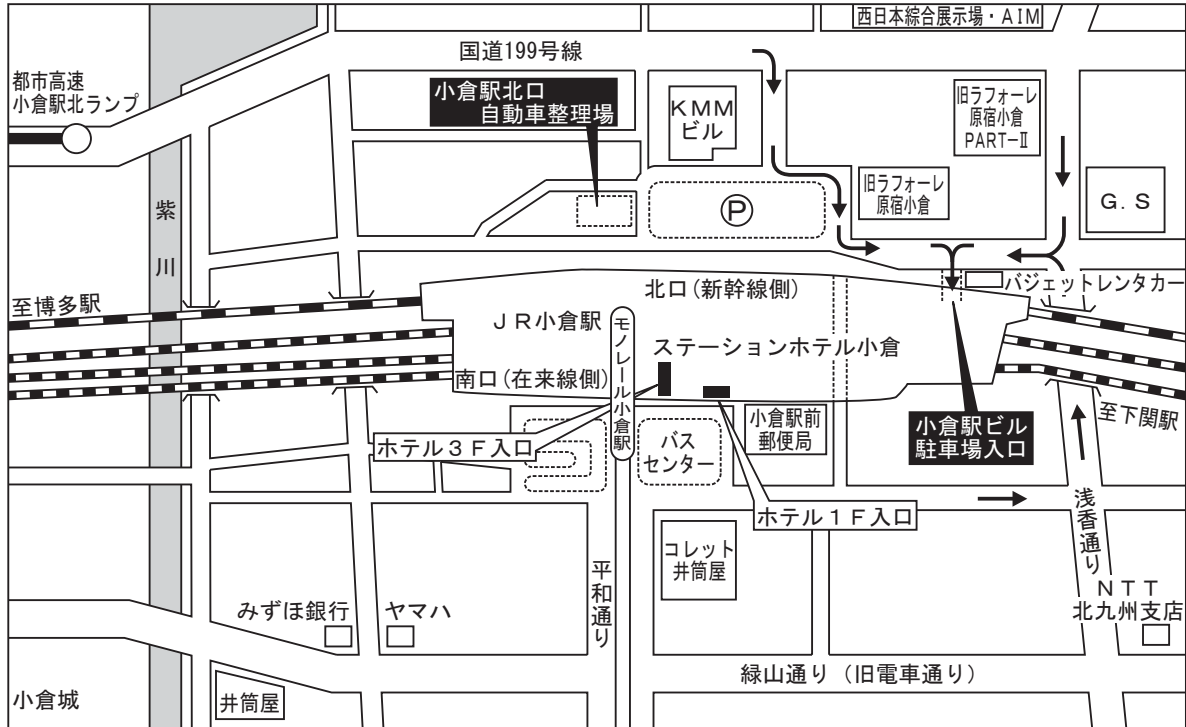 西日本綜合展示場・AIM
国道199号線
都市高速
小倉駅北ランプ
小倉駅北口
自動車整理場
KMM
ビル
旧ラフォーレ
原宿小倉
PART-Ⅱ
旧ラフォーレ
原宿小倉
G.S
P
紫川
北口(新幹線側)
バジェットレンタカー
至博多駅
JR小倉駅
モノレール小倉駅
ステーションホテル小倉
南口(在来線側)
小倉駅前
郵便局
小倉駅ビル
駐車場入口
至下関駅
ホテル3F入口
バス
センター
ホテル1F入口
浅香通り
コレット
井筒屋
平和通り
みずほ銀行
ヤマハ
NTT
北九州支店
緑山通り(旧電車通り)
小倉城
井筒屋